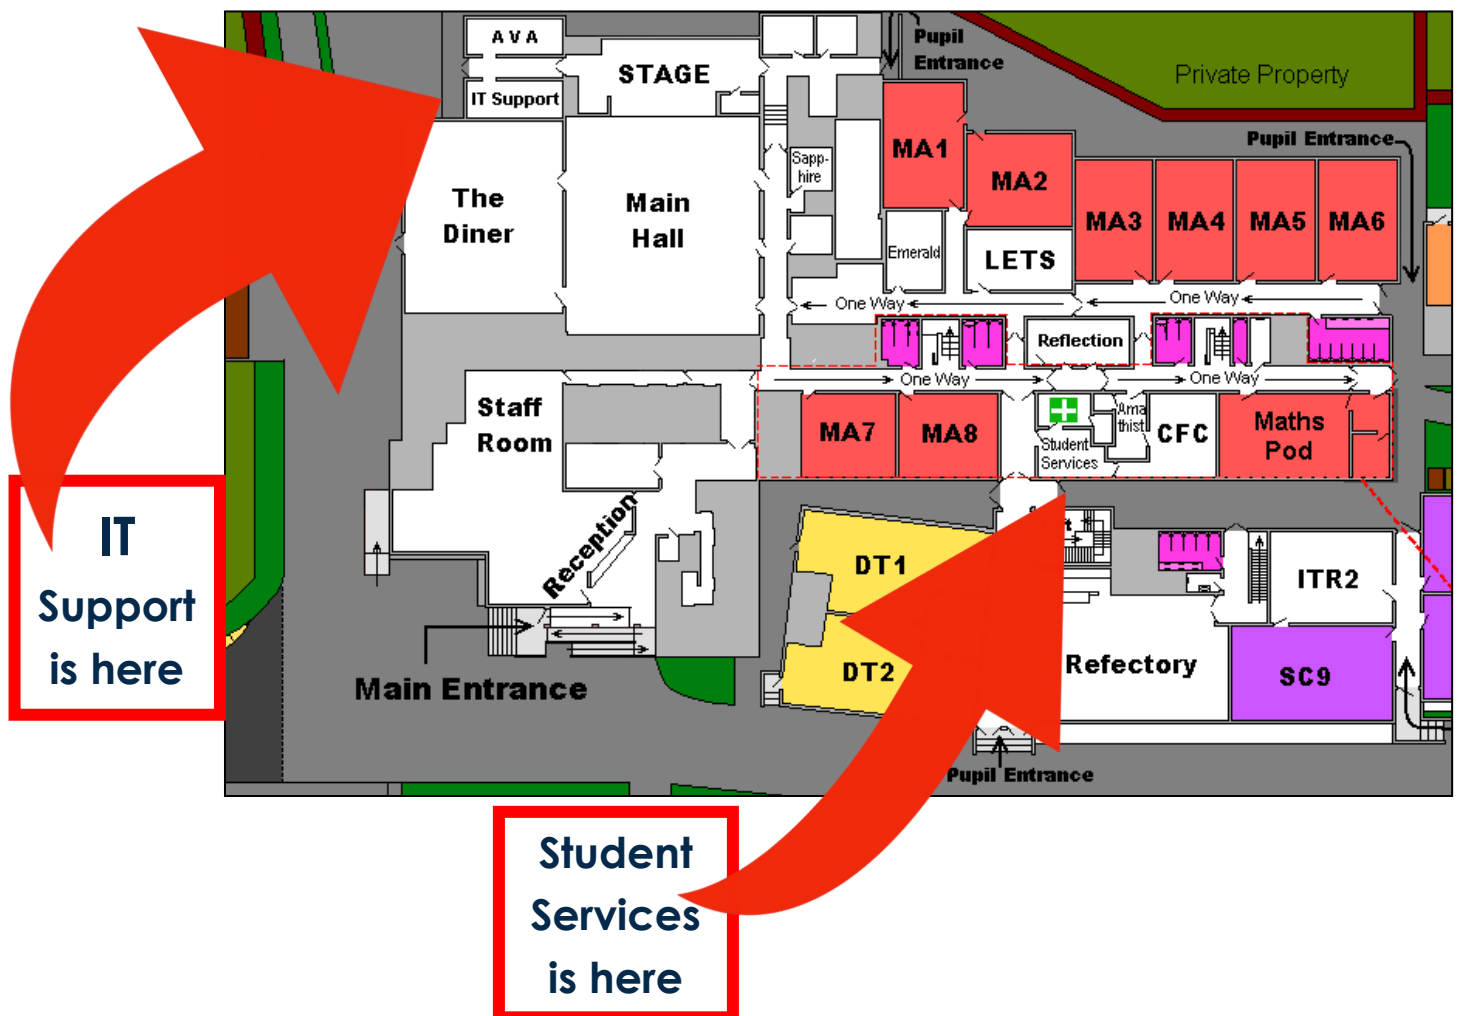 A V A
STAGE
IT Support
Pupil
Entrance
Private Property
Pupil Entrance
MA1
MA2
Sapp-
hire
The
Diner
Main
Hall
MA3
MA4
MA5
MA6
Emerald
LETS
One Way
One Way
Reflection
One Way
One Way
Staff
Room
MA7
MA8
Student
Services
Ama
thist
CFC
Maths
Pod
Reception
DT1
ITR2
DT2
Refectory
SC9
Main Entrance
Pupil Entrance
IT
Support
is here
Student
Services
is here